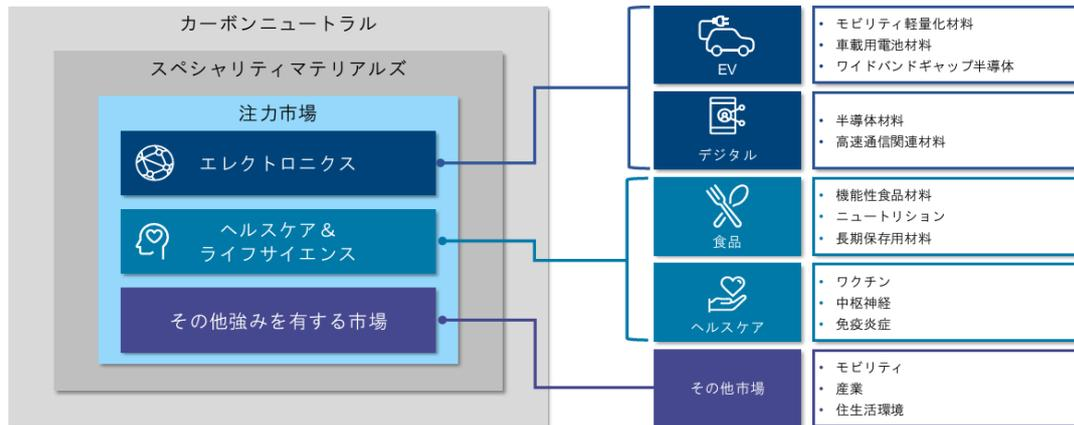 カーボンニュートラル
スペシャリティマテリアルズ
注力市場
エレクトロニクス
ヘルスケア＆
ライフサイエンス
その他強みを有する市場
EV
・ モビリティ軽量化材料
・ 車載用電池材料
・ ワイドバンドギャップ半導体
デジタル
・ 半導体材料
・ 高速通信関連材料
食品
・ 機能性食品材料
・ ニュートリション
・ 長期保存用材料
ヘルスケア
・ ワクチン
・ 中枢神経
・ 免疫炎症
その他市場
・ モビリティ
・ 産業
・ 住生活環境